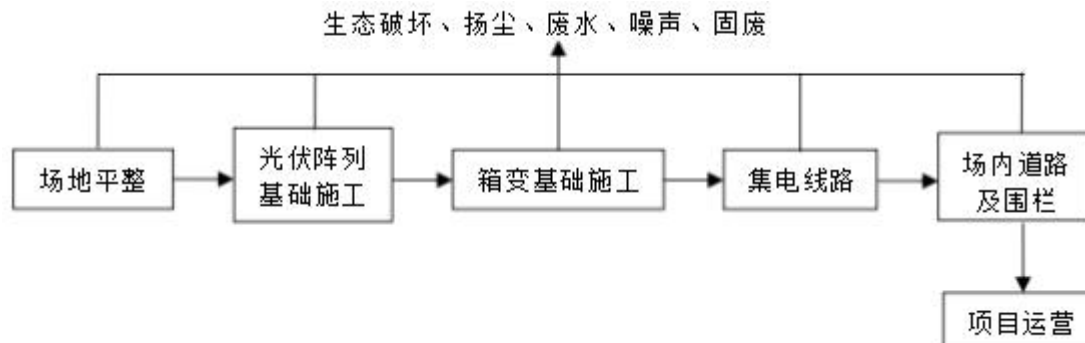 生态破坏、扬尘、废水、噪声、固废
场地平整
光伏阵列
基础施工
箱变基础施工
集电线路
场内道路
及围栏
项目运营